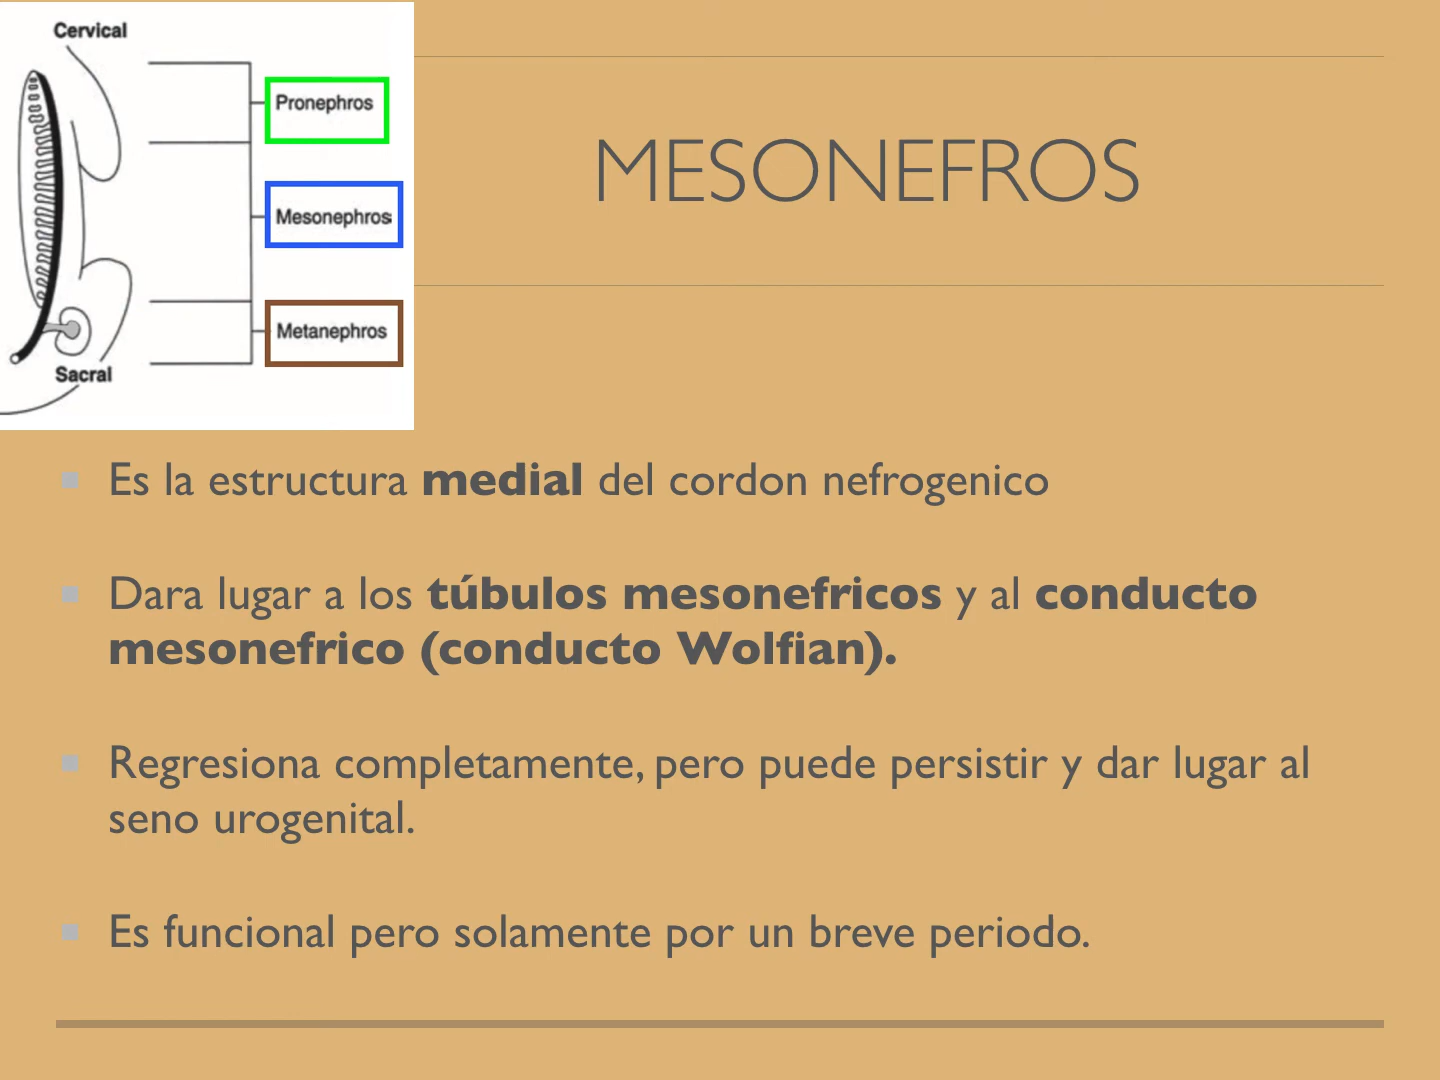 Cervical
Pronephros
Mesonephros
Metanephros
Sacral
MESONEFROS
Es la estructura medial del cordon nefrogenico
Dara lugar a los túbulos mesonefricos y al conducto
mesonefrico (conducto Wolfian).
Regresiona completamente, pero puede persistir y dar lugar al
seno urogenital.
Es funcional pero solamente por un breve periodo.